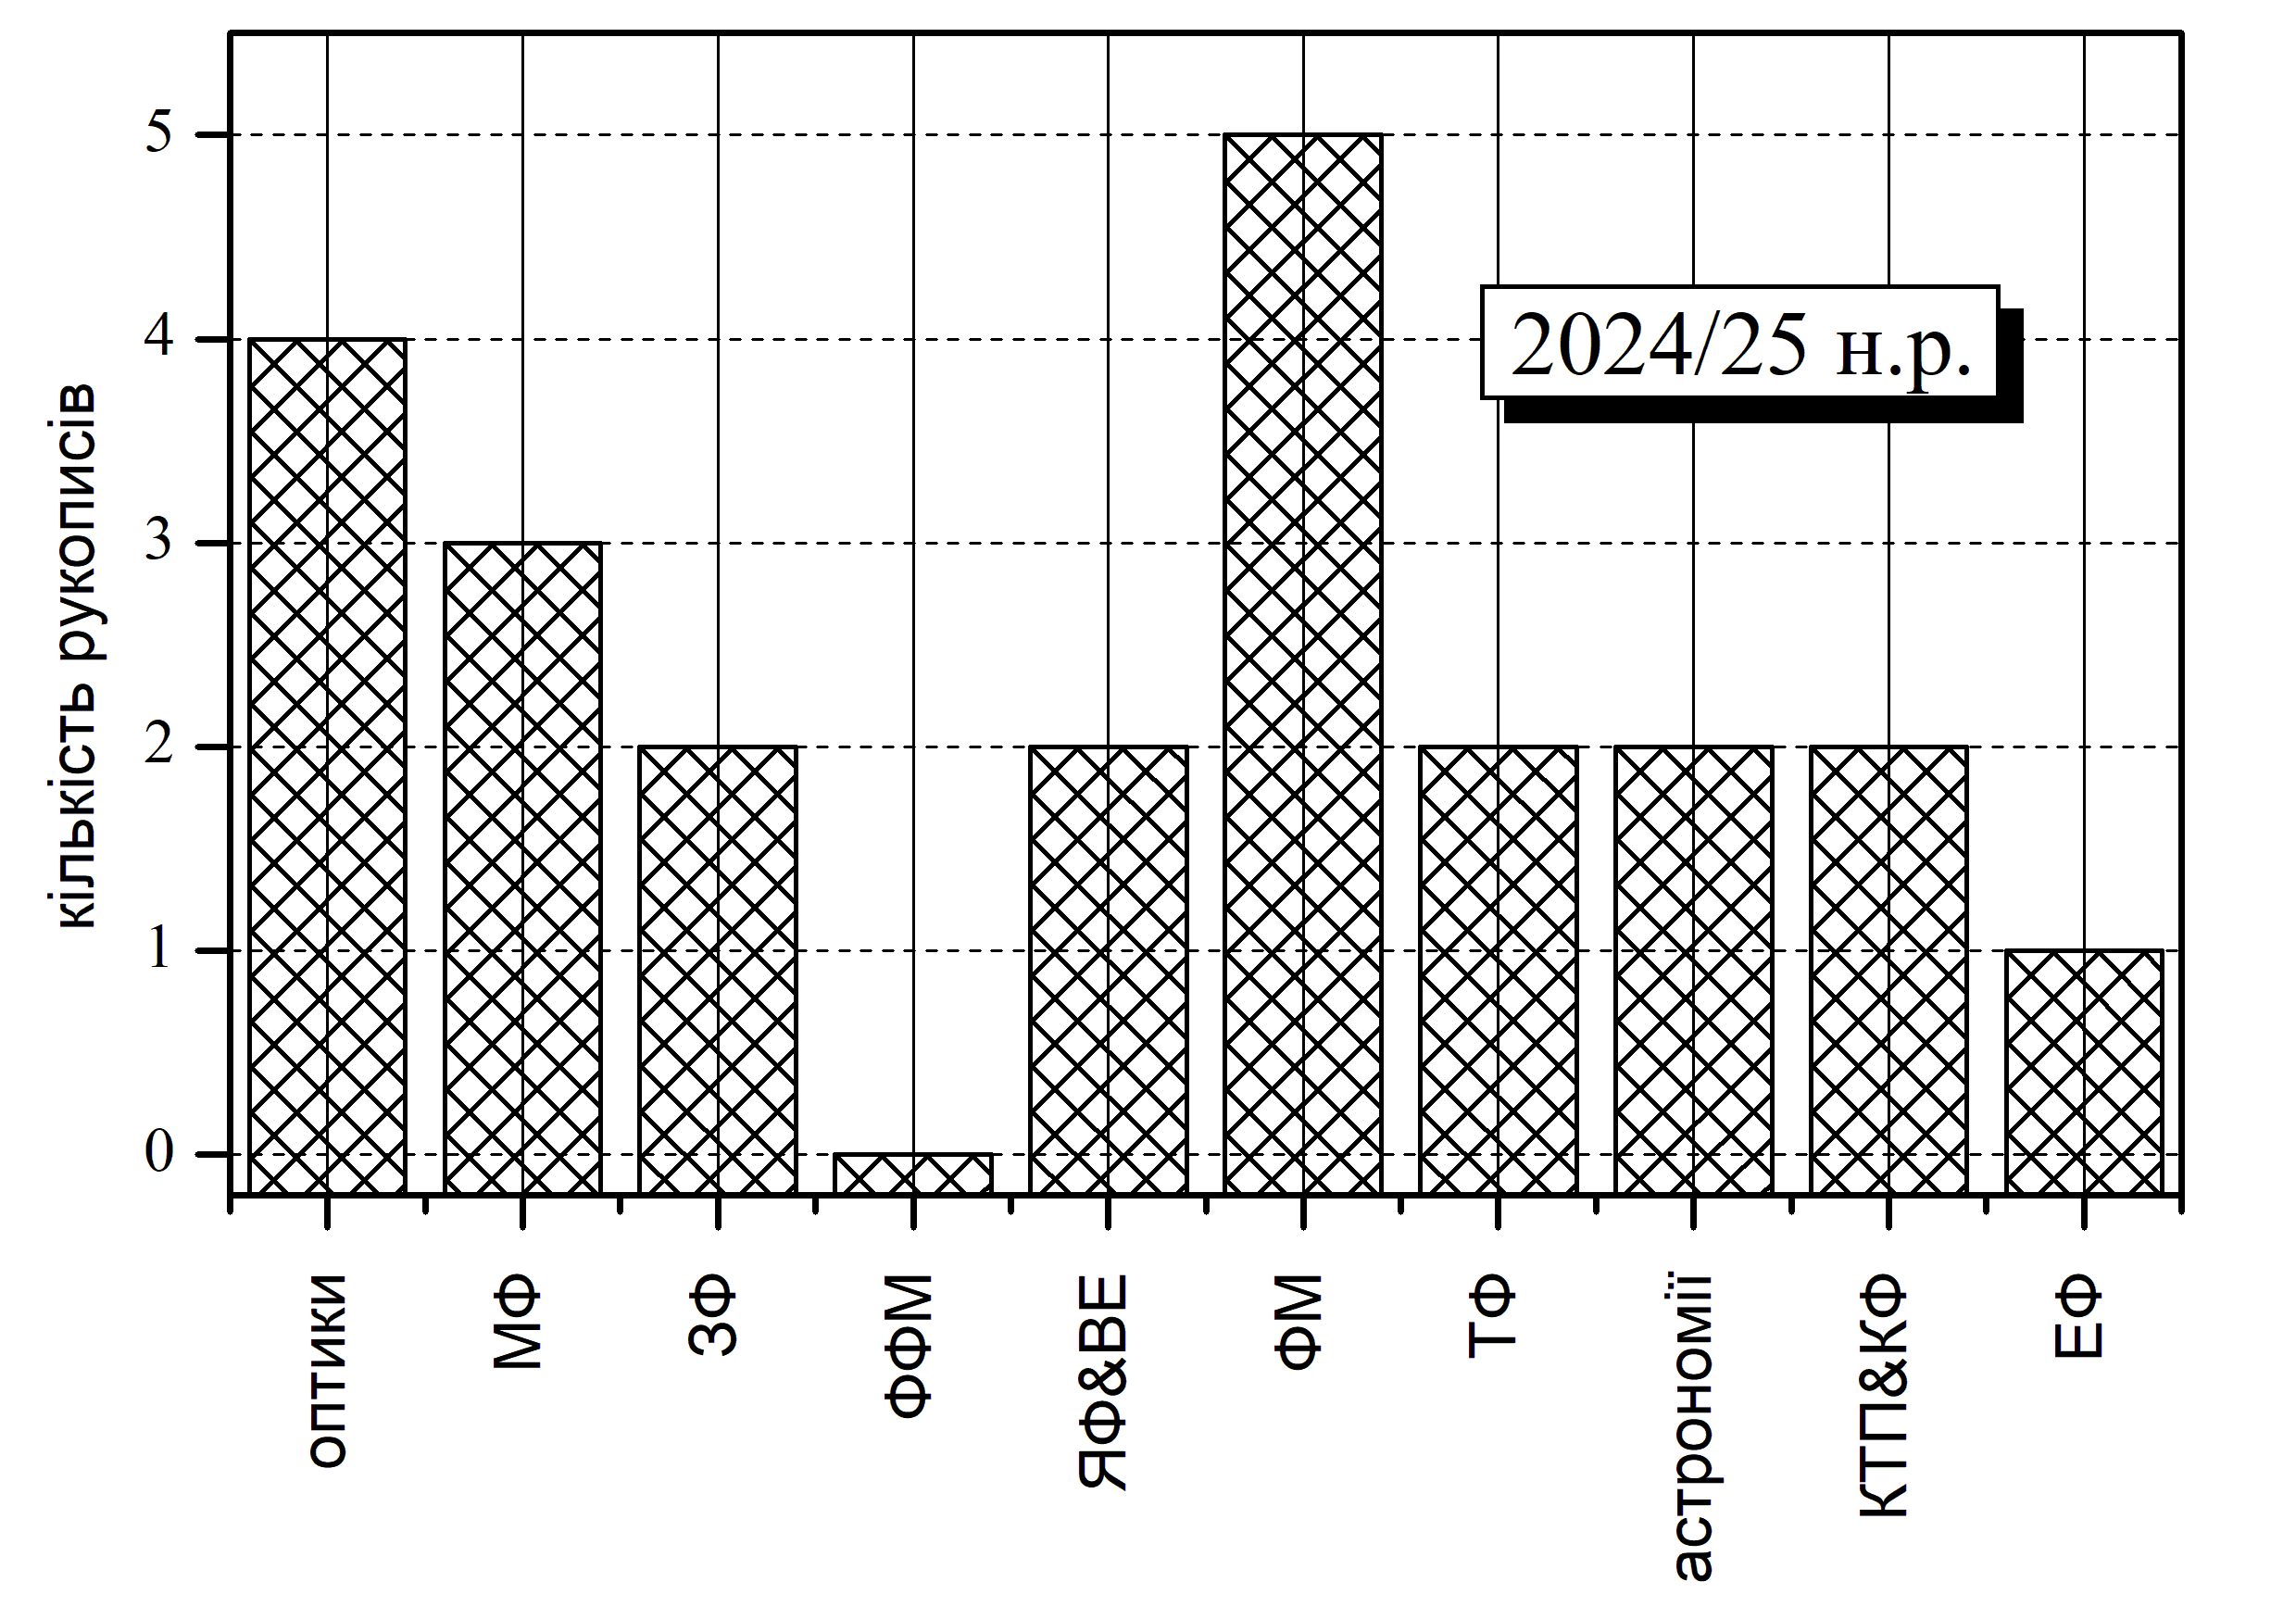 кількість рукописів
5
4
3
2
1
0
2024/25 н.р.
оптики
МФ
ЗФ
ФФМ
ЯФ&ВЕ
ФМ
ТФ
астрономії
КТП&КФ
ЕФ